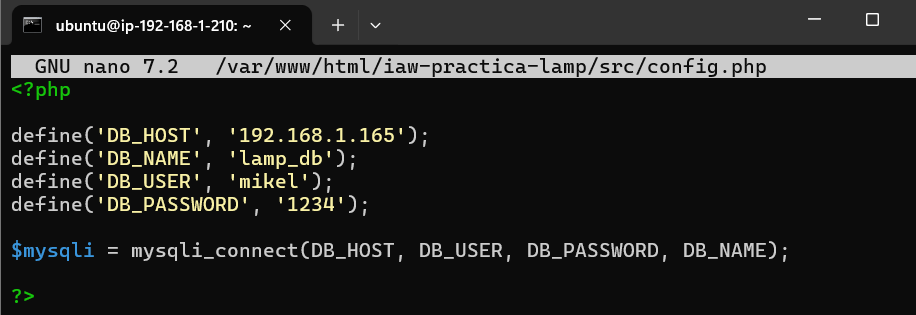 ubuntu@ip-192-168-1-210: ~
GNU nano 7.2   /var/www/html/iaw-practica-lamp/src/config.php
<?php
define('DB_HOST', '192.168.1.165');
define('DB_NAME', 'lamp_db');
define('DB_USER', 'mikel');
define('DB_PASSWORD', '1234');
$mysqli = mysqli_connect(DB_HOST, DB_USER, DB_PASSWORD, DB_NAME);
?>